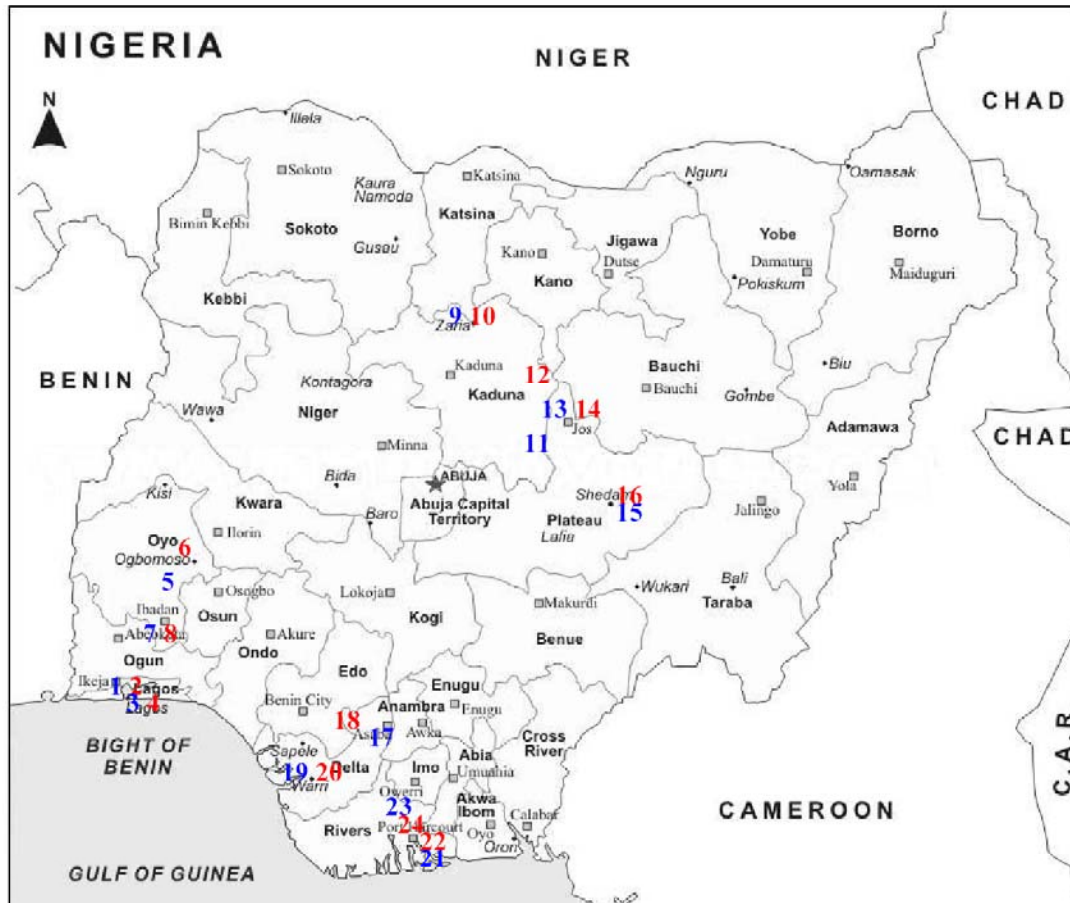 NIGERIA
NIGER
CHAD
N
Illela
Sokoto
Kaura
Namoda
Katsina
Nguru
Oamasak
Bimin Kebbi
Sokoto
Katsina
Gusau
Jigawa
Yobe
Borno
Kano
Dutse
Damaturu
Maiduguri
Kano
Pokiskum
Kebbi
9 10
Zaria
BENIN
Kaduna
12
Bauchi
Biu
Kontagora
Kaduna
Bauchi
Gombe
Wawa
Niger
13 14
Jos
Adamawa
CHAD
Minna
11
Bida
ABUJA
Yola
Kisi
Kwara
Abuja Capital
Territory
Shedam
16
15
Jalingo
Baro
Plateau
Lafia
Ilorin
Oyo
6
Ogbomoso
5
Osogbo
Lokoja
Kogi
Makurdi
Wukari
Bali
Taraba
Ibadan
Osun
Benue
7 8
Abeokuta
Akure
Ogun
Ondo
Edo
Enugu
Ikeja
1 2
Lagos
3 4
Lagos
Benin City
18
Anambra
Enugu
Asaba
17
Awka
Cross
River
BIGHT OF
BENIN
Sapele
Abia
19 20
Delta
Warri
Imo
Umuahia
Owerri
Akwa
Ibom
CAMEROON
C.A.R
23
24
Rivers
Port Harcourt
22
Oyo
Calabar
Oron
21
GULF OF GUINEA